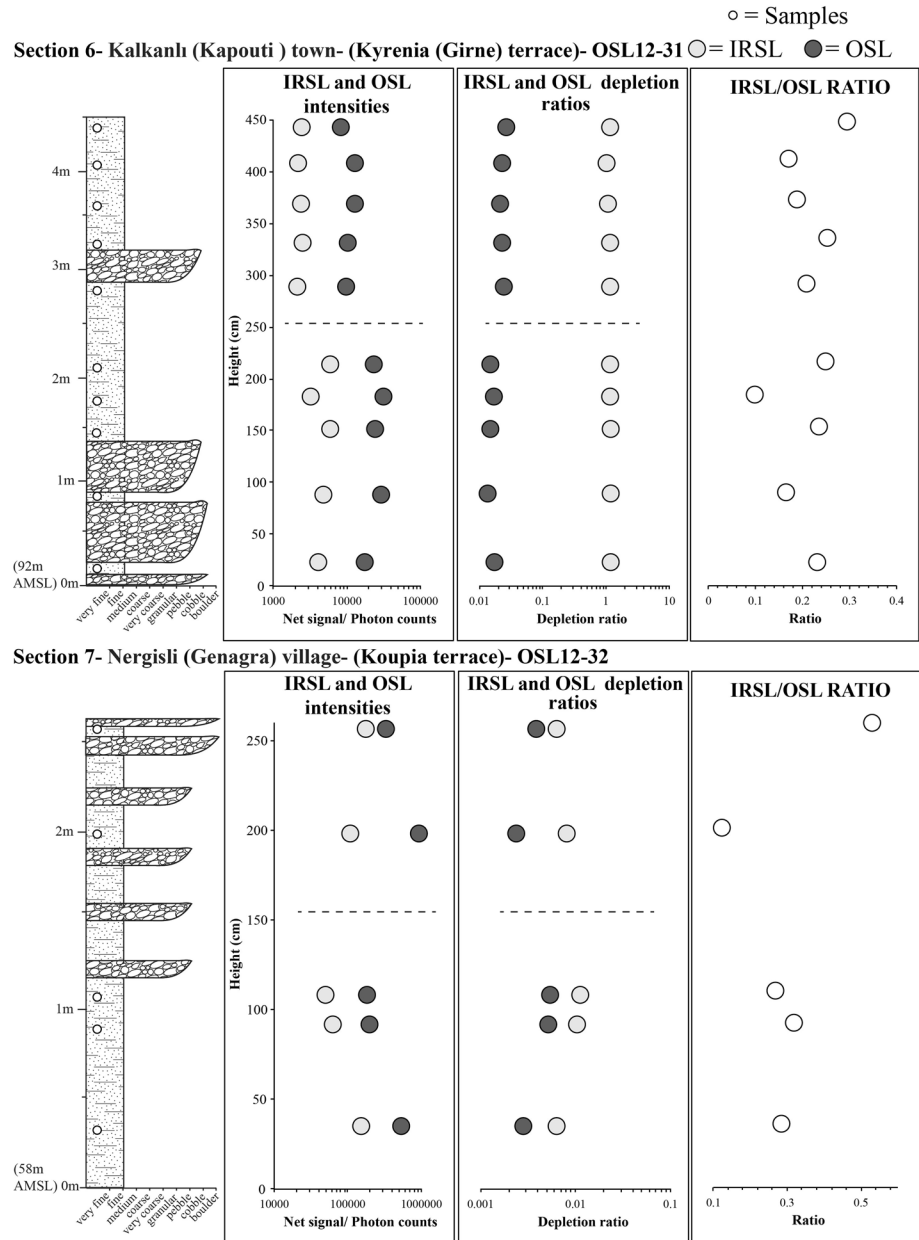 = Samples
Section 6- Kalkanlı (Kapouti ) town- (Kyrenia (Girne) terrace)- OSL12-31
= IRSL
= OSL
IRSL and OSL
intensities
IRSL and OSL depletion
ratios
IRSL/OSL RATIO
4m
3m
2m
1m
(92m
AMSL) 0m
very fine
fine
medium
coarse
very coarse
granular
pebble
cobble
boulder
Height (cm)
450
400
350
300
250
200
150
100
50
0
1000
10000
100000
Net signal/ Photon counts
0.01
0.1
1
10
Depletion ratio
0
0.1
0.2
0.3
0.4
Ratio
Section 7- Nergisli (Genagra) village- (Koupia terrace)- OSL12-32
IRSL and OSL
intensities
IRSL and OSL depletion
ratios
IRSL/OSL RATIO
2m
1m
(58m
AMSL) 0m
very fine
fine
medium
coarse
very coarse
granular
pebble
cobble
boulder
Height (cm)
250
200
150
100
50
0
10000
100000
1000000
Net signal/ Photon counts
0.001
0.01
0.1
Depletion ratio
0.1
0.3
0.5
Ratio